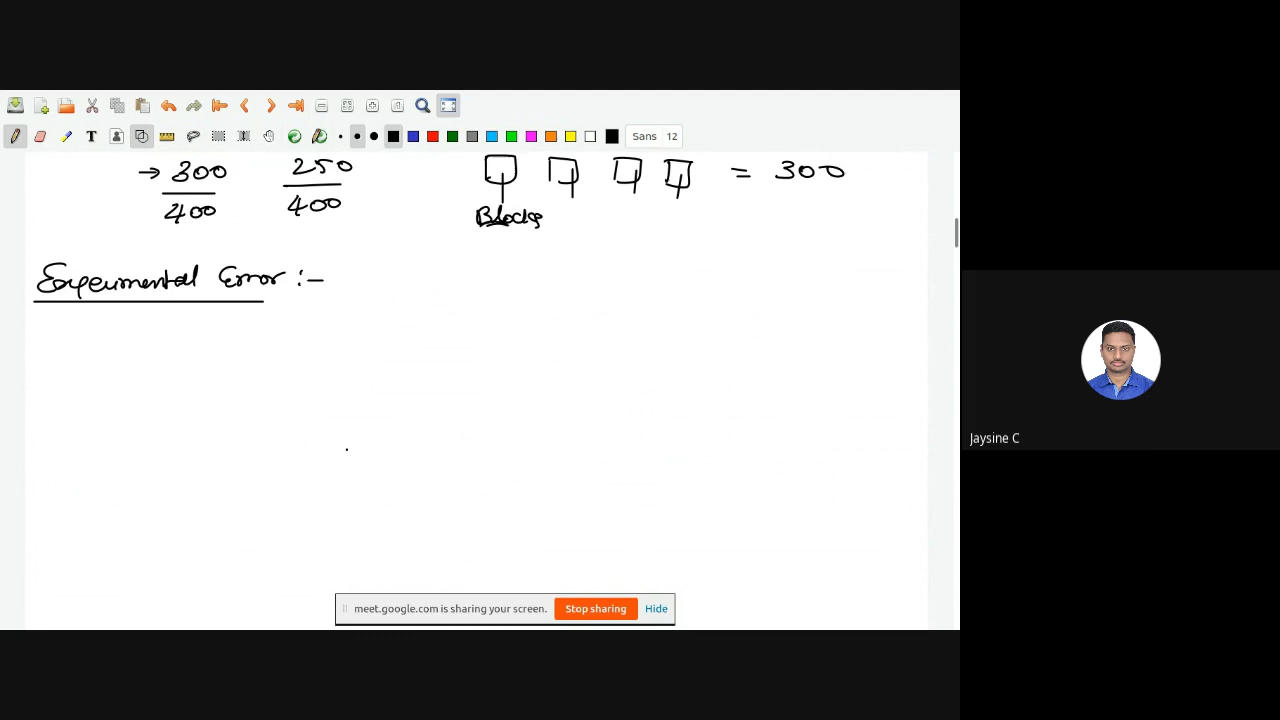 T Sans 12
→ 300 250 = 300
400 400
Blocks
Experimental Error :-
Jaysine C
meet.google.com is sharing your screen. Stop sharing Hide